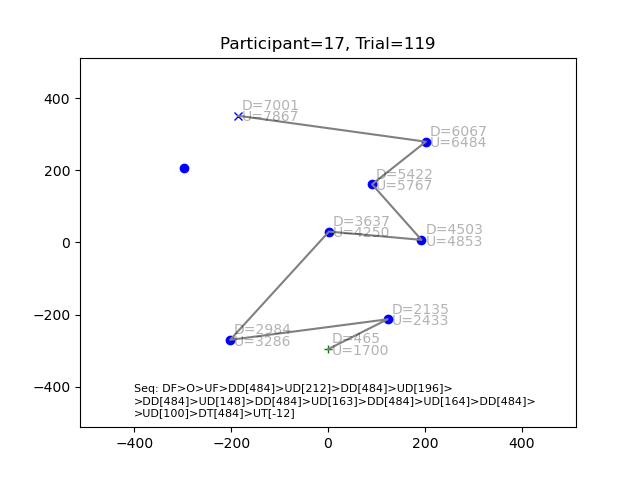 Participant=17, Trial=119
400
200
0
−200
−400
D=7001
U=7867
D=6067
U=6484
D=5422
U=5767
D=3637
U=4250
D=4503
U=4853
D=2135
U=2433
D=2984
U=3286
D=465
U=1700
Seq: DF>O>UF>DD[484]>UD[212]>DD[484]>UD[196]>
>DD[484]>UD[148]>DD[484]>UD[163]>DD[484]>UD[164]>DD[484]>
>UD[100]>DT[484]>UT[-12]
−400 −200 0 200 400